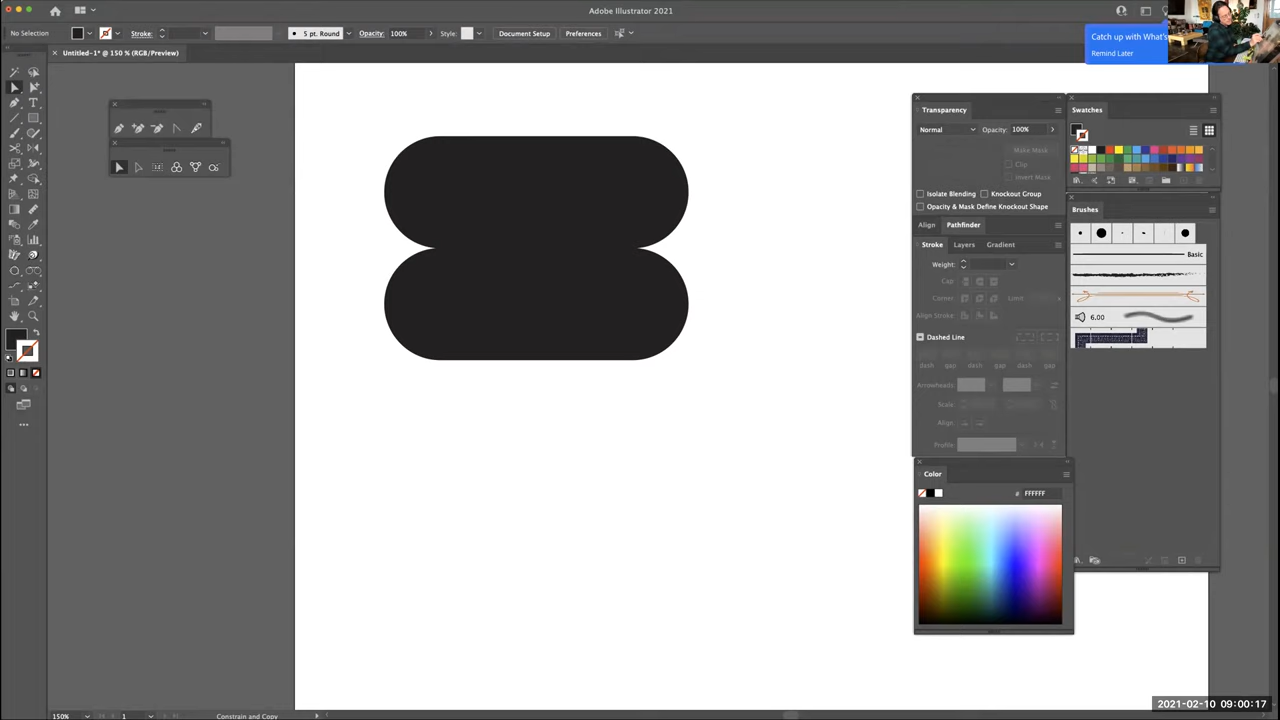 Adobe Illustrator 2021
No Selection
Stroke:
5 pt. Round
Opacity: 100%
Style:
Document Setup
Preferences
Catch up with What's
Remind Later
Untitled-1* @ 150 % (RGB/Preview)
Transparency
Normal
Opacity: 100%
Make Mask
Clip
Invert Mask
Isolate Blending
Knockout Group
Opacity & Mask Define Knockout Shape
Align
Pathfinder
Stroke
Layers
Gradient
Weight:
Cap:
Corner:
Limit
x
Align Stroke:
Dashed Line
dash
gap
dash
gap
dash
gap
Arrowheads:
Scale
Align:
Profile:
Color
# FFFFFF
Swatches
Brushes
Basic
6.00
150%
1
Constrain and Copy
2021-02-10 09:00:17